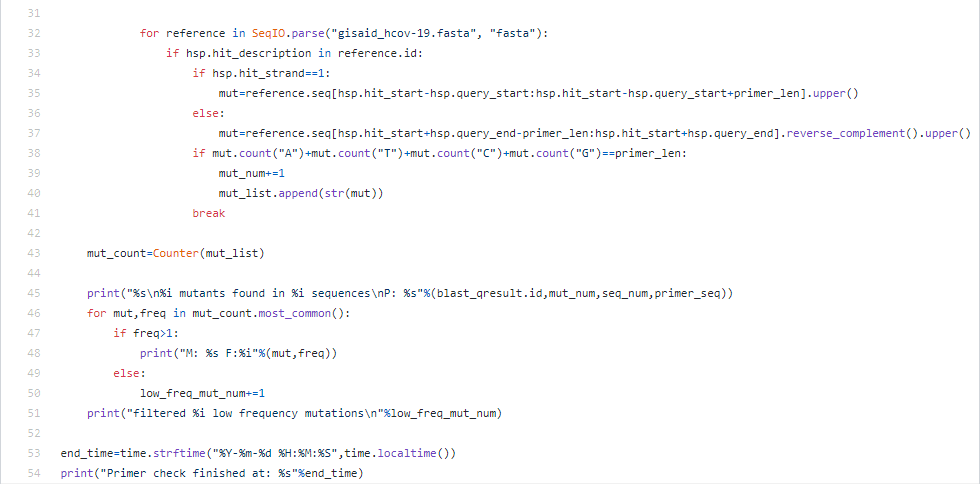 31
32 for reference in SeqIO.parse("gisaid_hcov-19.fasta", "fasta"):
33 if hsp.hit_description in reference.id:
34 if hsp.hit_strand==1:
35 mut=reference.seq[hsp.hit_start-hsp.query_start:hsp.hit_start-hsp.query_start+primer_len].upper()
36 else:
37 mut=reference.seq[hsp.hit_start+hsp.query_end-primer_len:hsp.hit_start+hsp.query_end].reverse_complement().upper()
38 if mut.count("A")+mut.count("T")+mut.count("C")+mut.count("G")==primer_len:
39 mut_num+=1
40 mut_list.append(str(mut))
41 break
42
43 mut_count=Counter(mut_list)
44
45 print("%s\n%i mutants found in %i sequences\nP: %s"%(blast_qresult.id,mut_num,seq_num,primer_seq))
46 for mut,freq in mut_count.most_common():
47 if freq>1:
48 print("M: %s F:%i"%(mut,freq))
49 else:
50 low_freq_mut_num+=1
51 print("filtered %i low frequency mutations\n"%low_freq_mut_num)
52
53 end_time=time.strftime("%Y-%m-%d %H:%M:%S",time.localtime())
54 print("Primer check finished at: %s"%end_time)